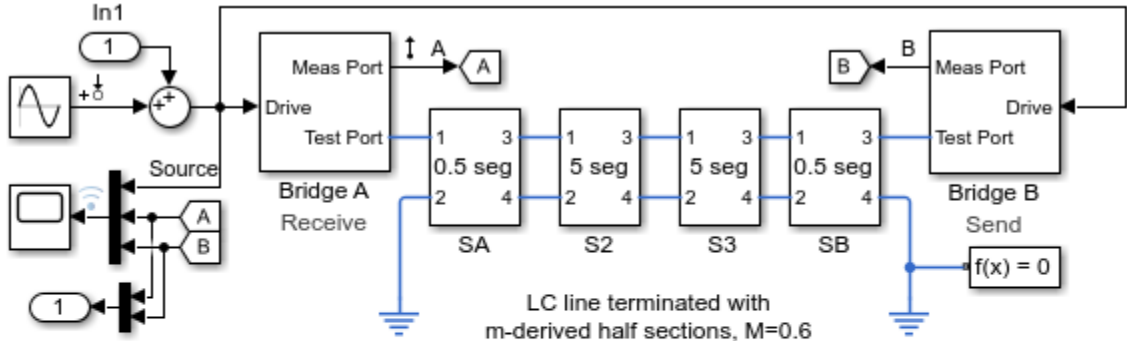 In1
1
A
A
B
B
Meas Port
Drive
Test Port
Meas Port
Drive
Test Port
1
3
1
3
1
3
1
3
0.5 seg
5 seg
5 seg
0.5 seg
2
4
2
4
2
4
2
4
Source
Bridge A
Receive
Bridge B
Send
SA
S2
S3
SB
A
B
f(x) = 0
1
LC line terminated with
m-derived half sections, M=0.6